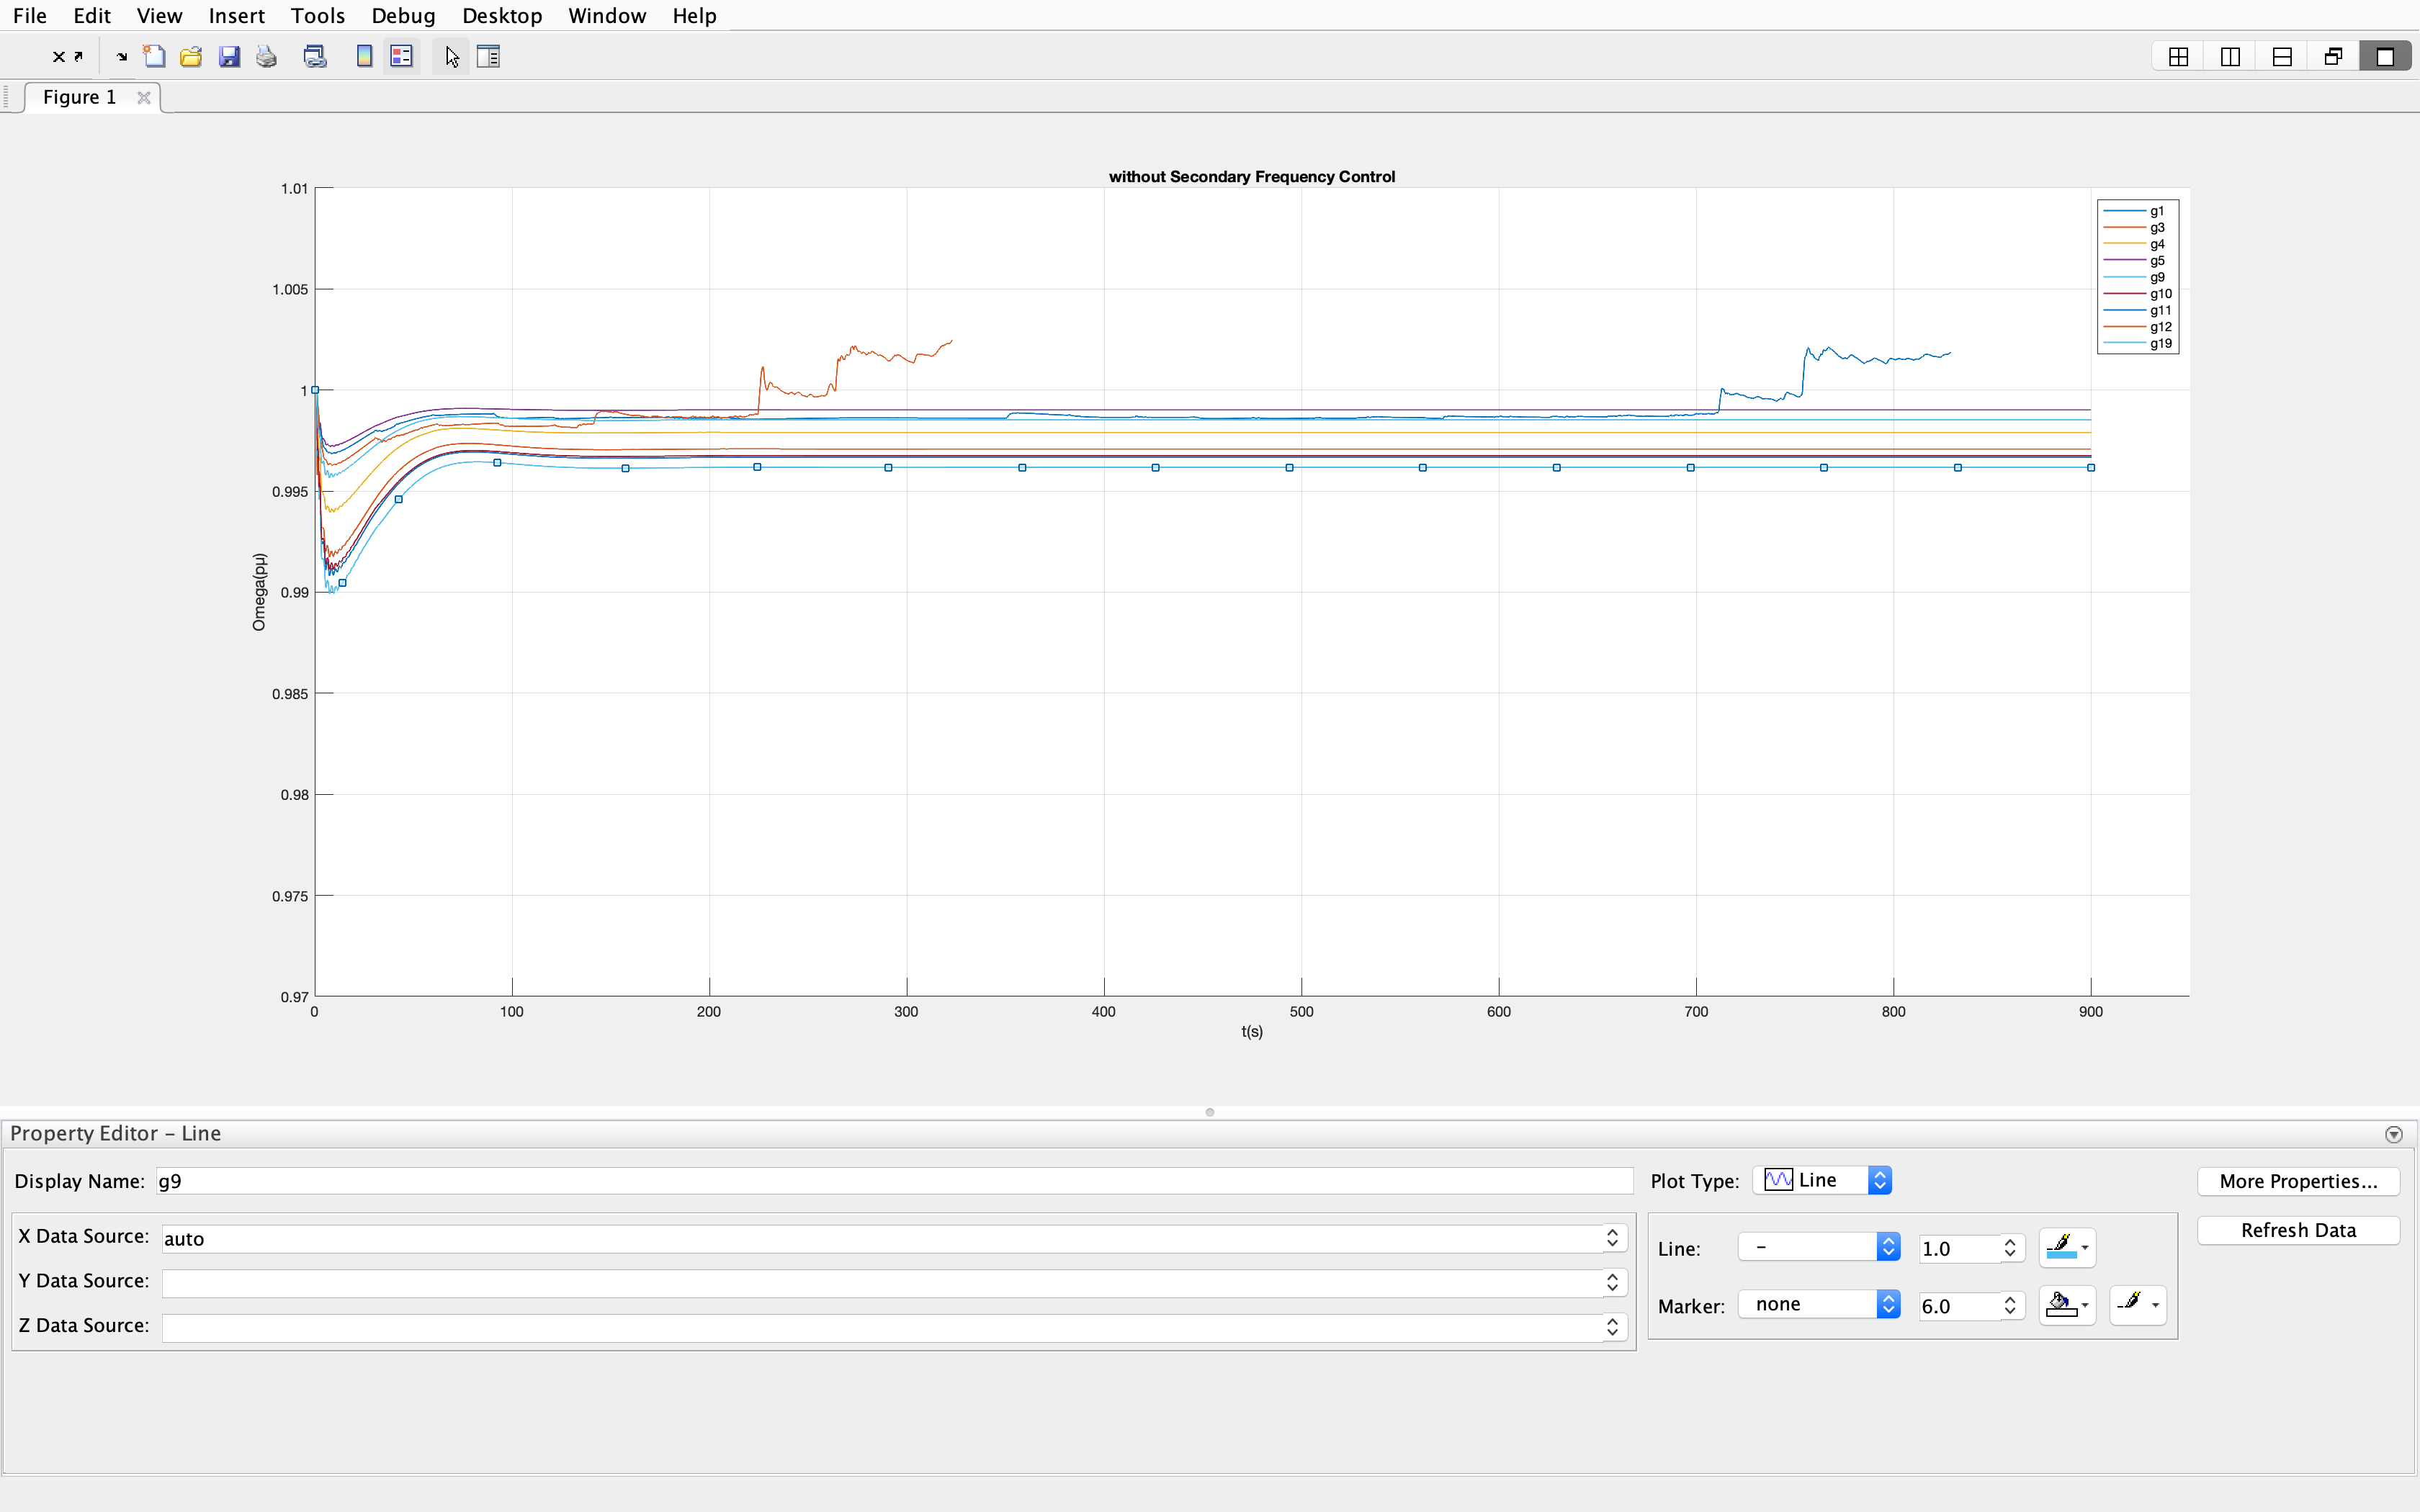 File Edit View Insert Tools Debug Desktop Window Help
Figure 1
without Secondary Frequency Control
1.01
1.005
1
0.995
0.99
0.985
0.98
0.975
0.97
Omega(pμ)
0 100 200 300 400 500 600 700 800 900
t(s)
g1
g3
g4
g5
g9
g10
g11
g12
g19
Property Editor – Line
Display Name: g9
Plot Type: Line
More Properties...
X Data Source: auto
Y Data Source:
Z Data Source:
Line: – 1.0
Marker: none 6.0
Refresh Data